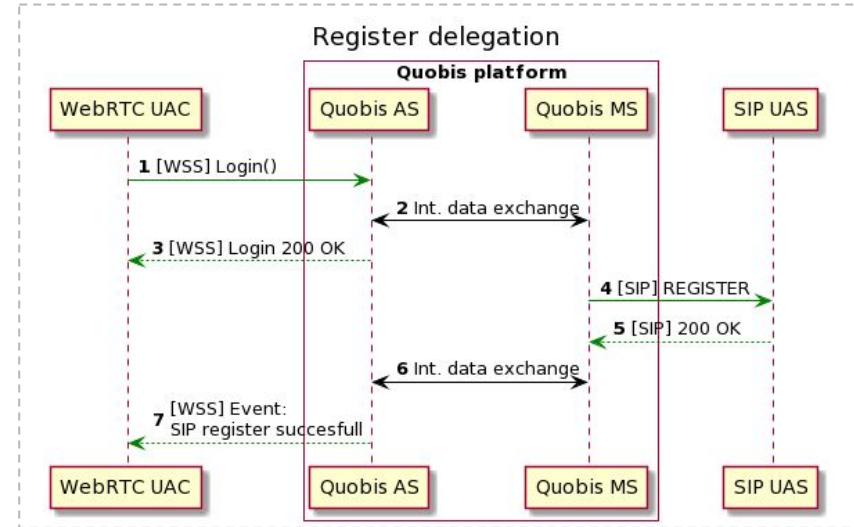 Register delegation
Quobis platform
WebRTC UAC
Quobis AS
Quobis MS
SIP UAS
1 [WSS] Login()
2 Int. data exchange
3 [WSS] Login 200 OK
4 [SIP] REGISTER
5 [SIP] 200 OK
6 Int. data exchange
7 [WSS] Event:
SIP register succesfull
WebRTC UAC
Quobis AS
Quobis MS
SIP UAS